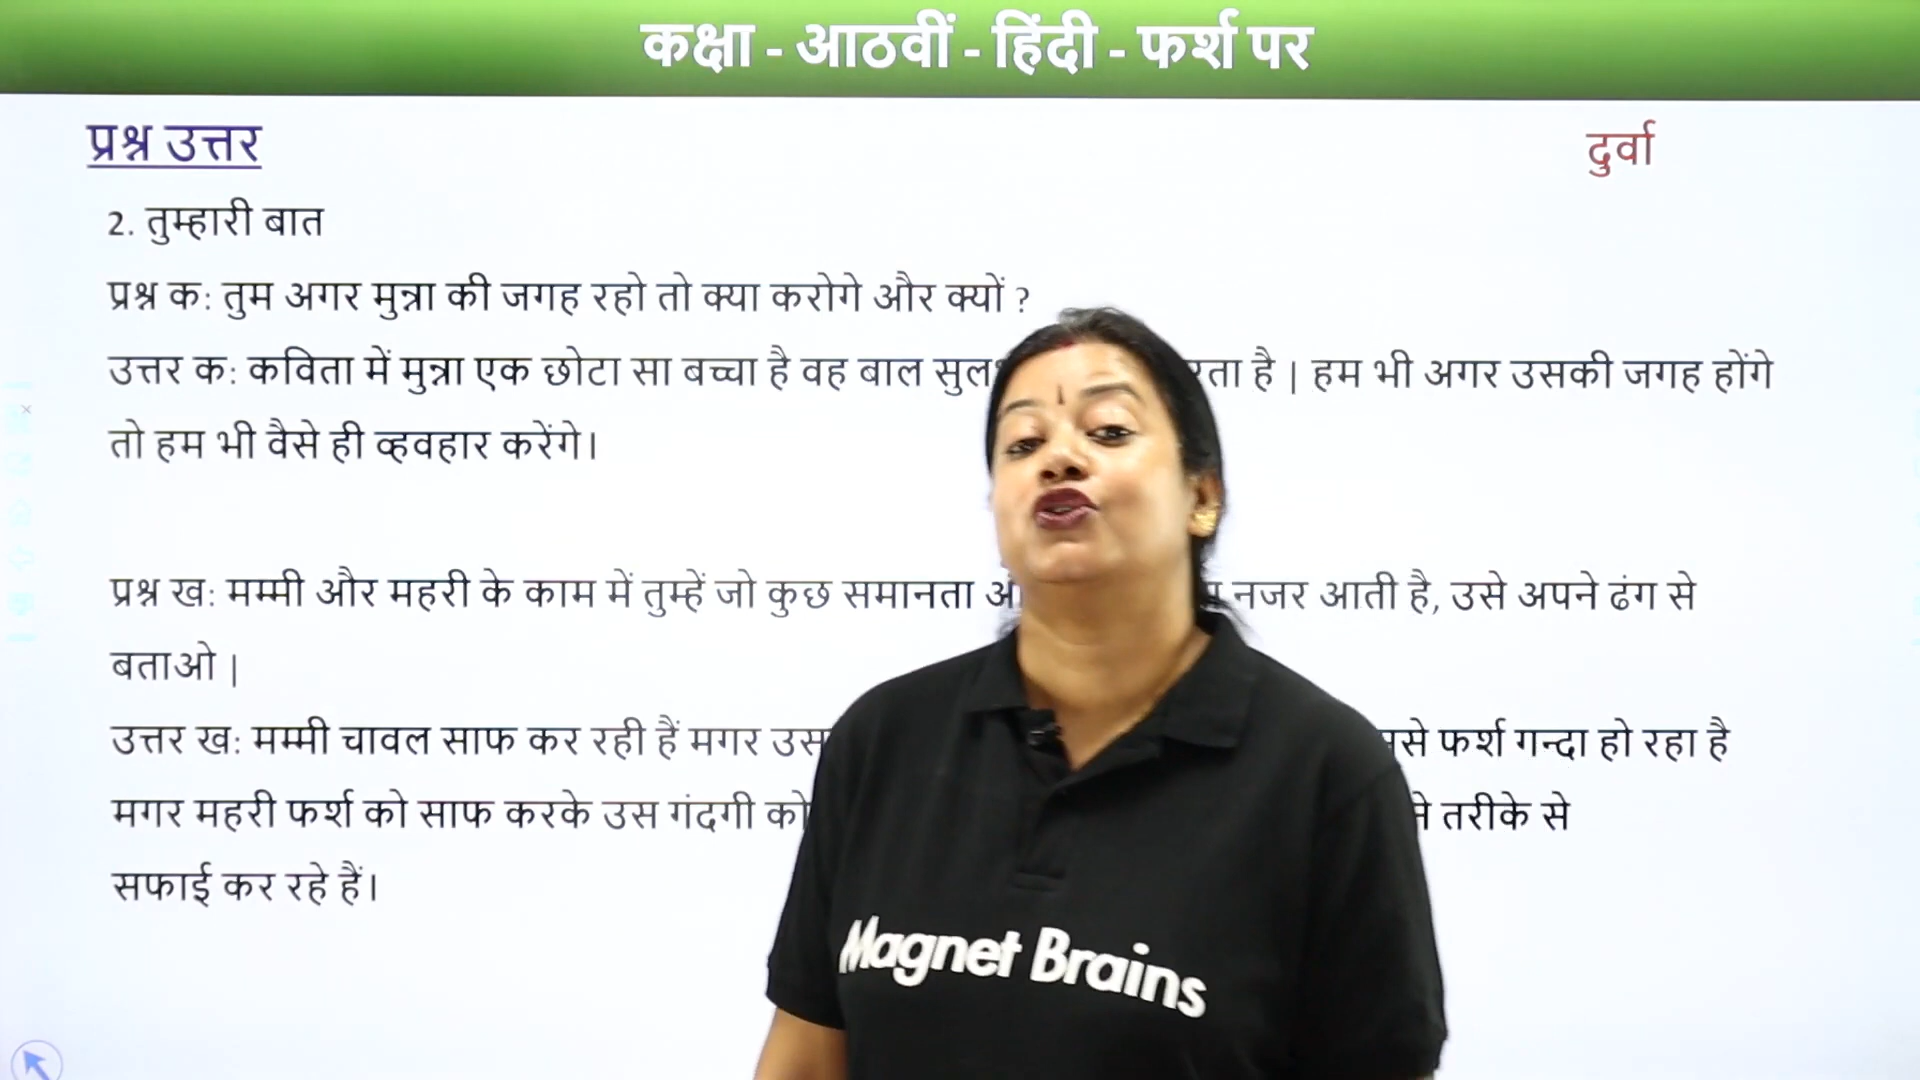 कक्षा - आठवीं - हिंदी - फर्श पर
प्रश्न उत्तर
दुर्वा
2. तुम्हारी बात
प्रश्न क: तुम अगर मुन्ना की जगह रहो तो क्या करोगे और क्यों ?
उत्तर क: कविता में मुन्ना एक छोटा सा बच्चा है वह बाल है | हम भी अगर उसकी जगह होंगे
तो हम भी वैसे ही व्हवहार करेंगे।
प्रश्न ख: मम्मी और महरी के काम में तुम्हें जो कुछ समानता नजर आती है, उसे अपने ढंग से
बताओ |
उत्तर ख: मम्मी चावल साफ कर रही हैं मगर फर्श गन्दा हो रहा है
मगर महरी फर्श को साफ करके उस गंदगी को तरीके से
सफाई कर रहे हैं।
Magnet Brains